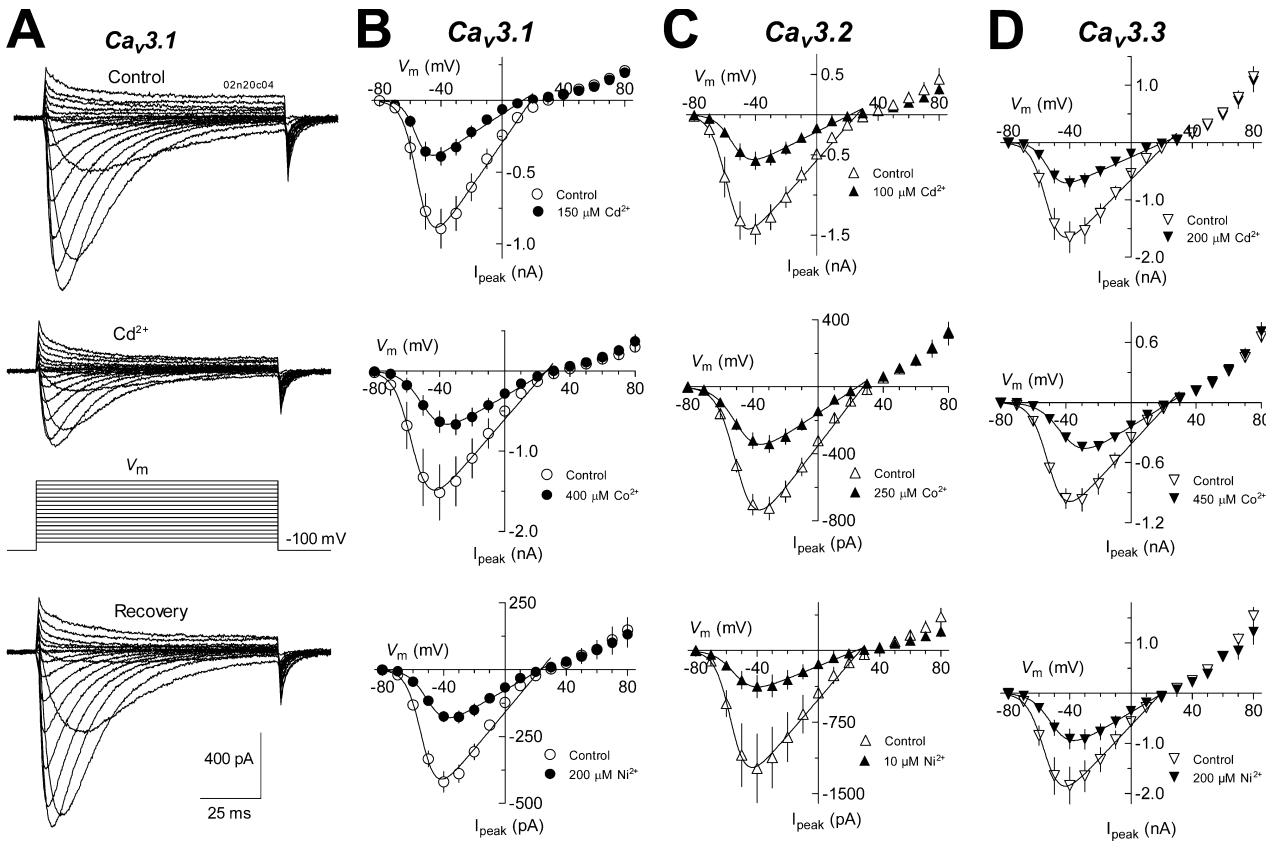 A
Cav3.1
Control
02n20c04
Cd2+
Vm
-100 mV
Recovery
400 pA
25 ms
B
Cav3.1
Vm (mV)
-80
-40
40
80
-0.5
-1.0
Control
150 μM Cd2+
Ipeak (nA)
Vm (mV)
-80
-40
40
80
-1.0
-2.0
Control
400 μM Co2+
Ipeak (nA)
250
Vm (mV)
-80
-40
40
80
-250
-500
Control
200 μM Ni2+
Ipeak (pA)
C
Cav3.2
0.5
Vm (mV)
-80
-40
40
80
-0.5
-1.5
Control
100 μM Cd2+
Ipeak (nA)
400
Vm (mV)
-80
-40
40
80
-400
-800
Control
250 μM Co2+
Ipeak (pA)
Vm (mV)
-80
-40
40
80
-750
-1500
Control
10 μM Ni2+
Ipeak (pA)
D
Cav3.3
1.0
Vm (mV)
-80
-40
40
80
-1.0
-2.0
Control
200 μM Cd2+
Ipeak (nA)
0.6
Vm (mV)
-80
-40
40
80
-0.6
-1.2
Control
450 μM Co2+
Ipeak (nA)
1.0
Vm (mV)
-80
-40
40
80
-1.0
-2.0
Control
200 μM Ni2+
Ipeak (nA)